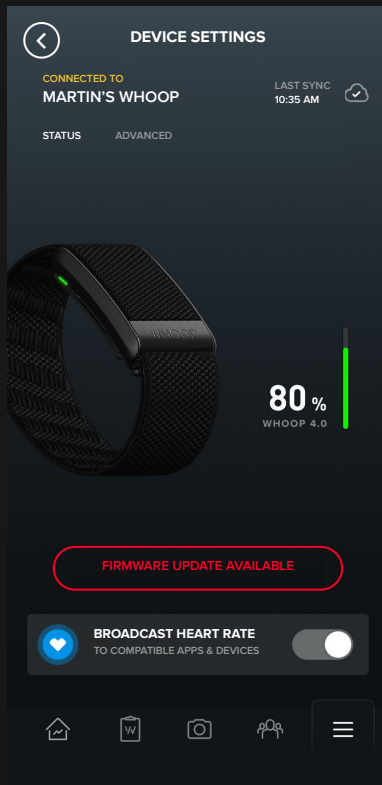 DEVICE SETTINGS
CONNECTED TO
MARTIN'S WHOOP
LAST SYNC
10:35 AM
STATUS
ADVANCED
WHOOP
80 %
WHOOP 4.0
FIRMWARE UPDATE AVAILABLE
BROADCAST HEART RATE
TO COMPATIBLE APPS & DEVICES
W